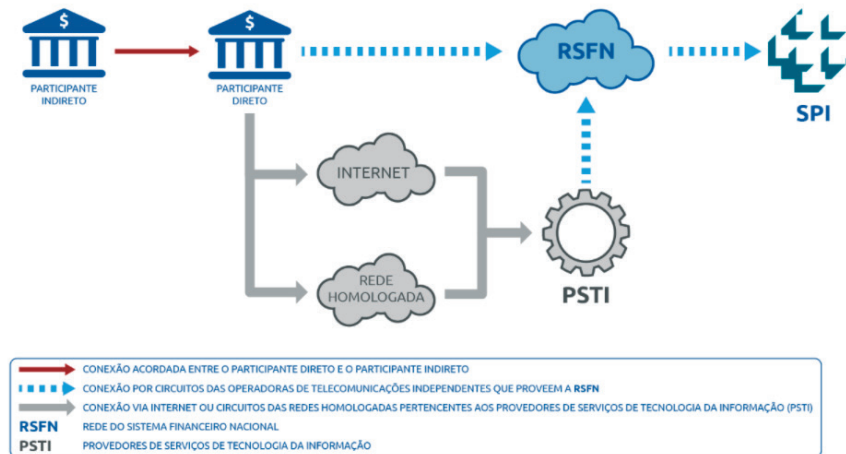 $
$
PARTICIPANTE
INDIRETO
PARTICIPANTE
DIRETO
RSFN
SPI
INTERNET
REDE
HOMOLOGADA
PSTI
CONEXÃO ACORDADA ENTRE O PARTICIPANTE DIRETO E O PARTICIPANTE INDIRETO
CONEXÃO POR CIRCUITOS DAS OPERADORAS DE TELECOMUNICAÇÕES INDEPENDENTES QUE PROVEEM A RSFN
CONEXÃO VIA INTERNET OU CIRCUITOS DAS REDES HOMOLOGADAS PERTENCENTES AOS PROVEDORES DE SERVIÇOS DE TECNOLOGIA DA INFORMAÇÃO (PSTI)
RSFN REDE DO SISTEMA FINANCEIRO NACIONAL
PSTI PROVEDORES DE SERVIÇOS DE TECNOLOGIA DA INFORMAÇÃO